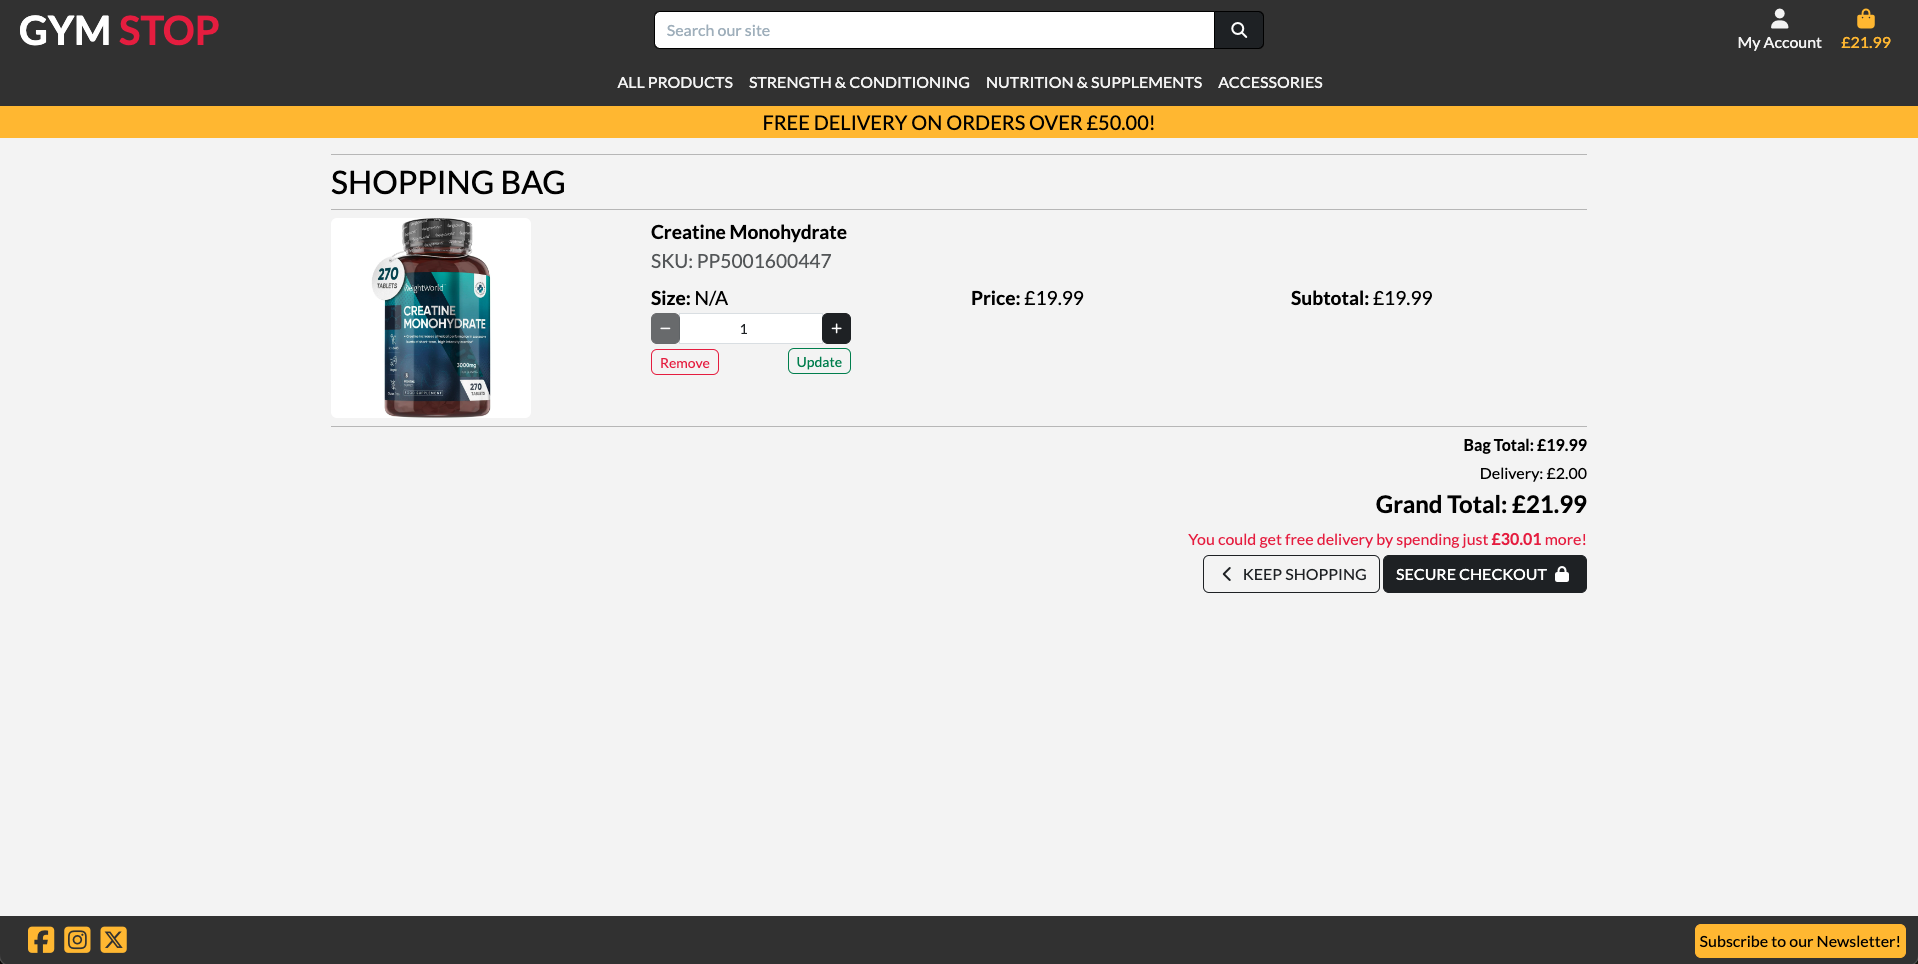 GYM STOP
Search our site
My Account
£21.99
ALL PRODUCTS STRENGTH & CONDITIONING NUTRITION & SUPPLEMENTS ACCESSORIES
FREE DELIVERY ON ORDERS OVER £50.00!
SHOPPING BAG
270
TABLETS
WeightWorld
CREATINE
MONOHYDRATE
3000mg
270
TABLETS
FOOD SUPPLEMENT
Creatine Monohydrate
SKU: PP5001600447
Size: N/A Price: £19.99 Subtotal: £19.99
− 1 +
Remove Update
Bag Total: £19.99
Delivery: £2.00
Grand Total: £21.99
You could get free delivery by spending just £30.01 more!
KEEP SHOPPING SECURE CHECKOUT
Subscribe to our Newsletter!